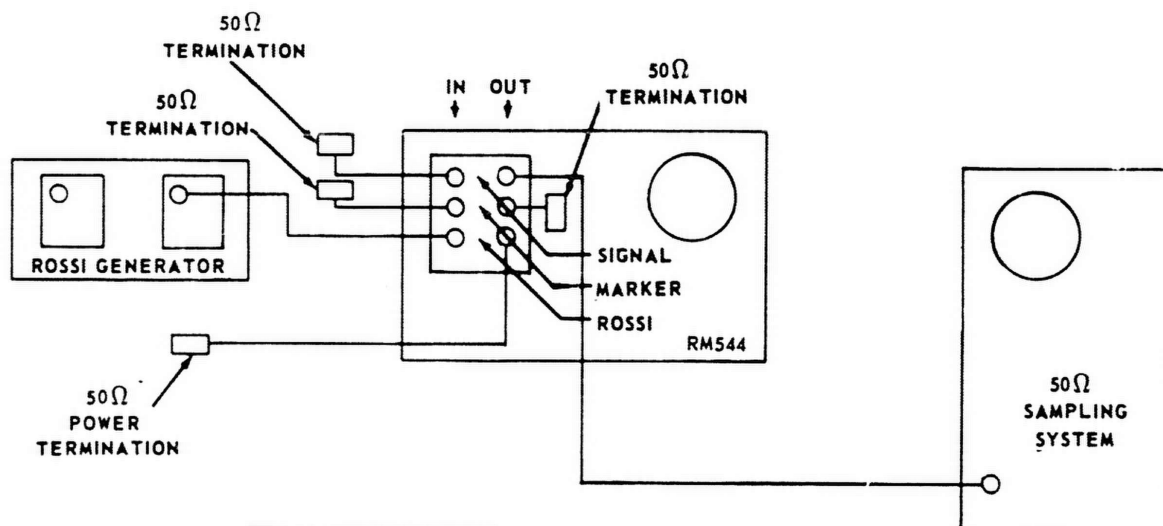 50Ω
TERMINATION
50Ω
TERMINATION
IN OUT
50Ω
TERMINATION
ROSSI GENERATOR
SIGNAL
MARKER
ROSSI
RM544
50Ω
POWER
TERMINATION
50Ω
SAMPLING
SYSTEM